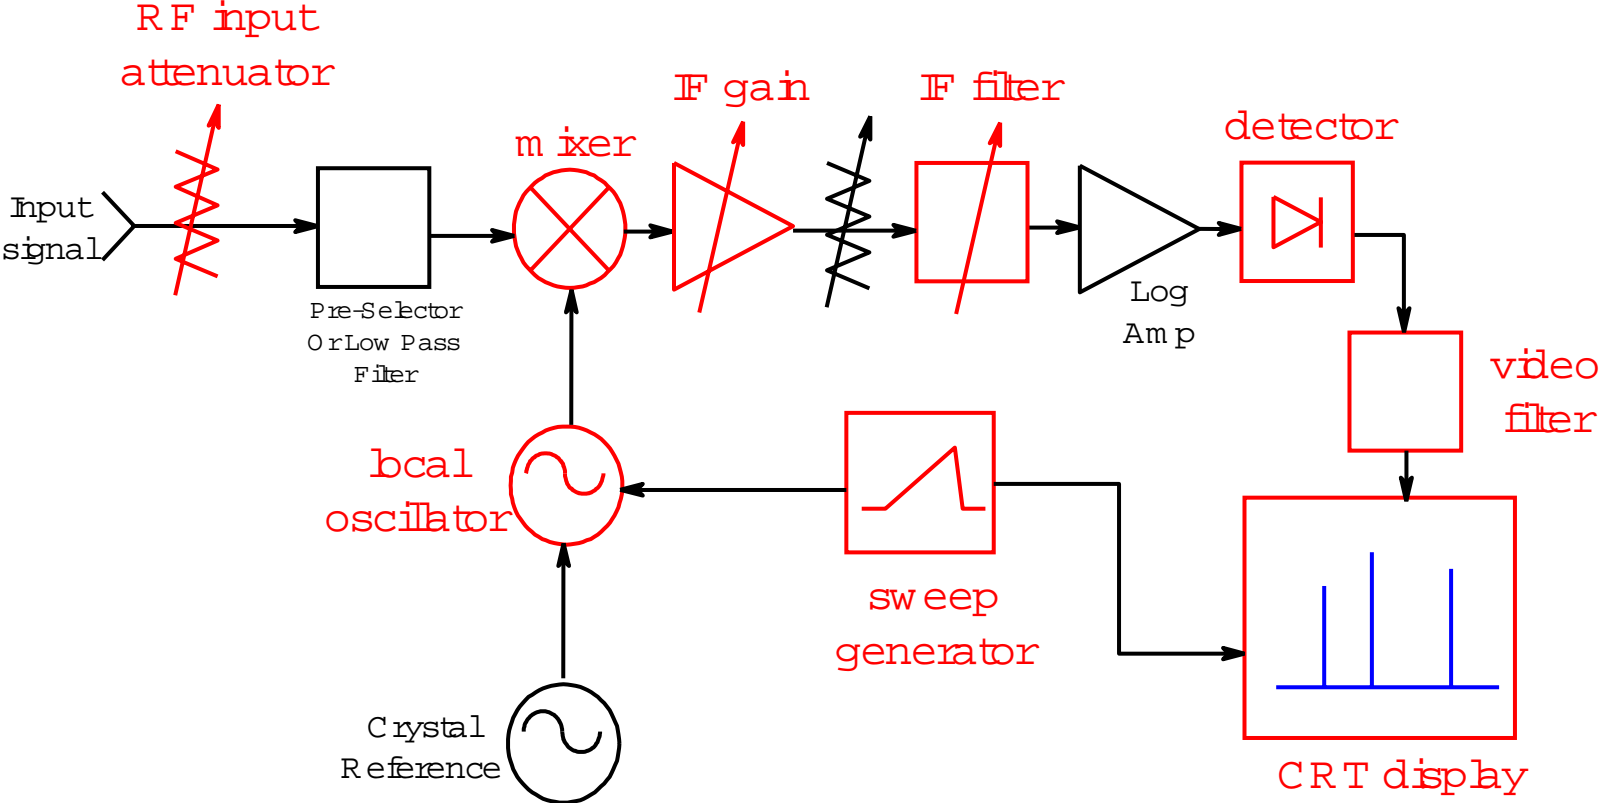 RF input
attenuator
IF gain
IF filter
detector
mixer
Input
signal
Pre-Selector
Or Low Pass
Filter
Log
Amp
video
filter
local
oscillator
sweep
generator
Crystal
Reference
CRT display